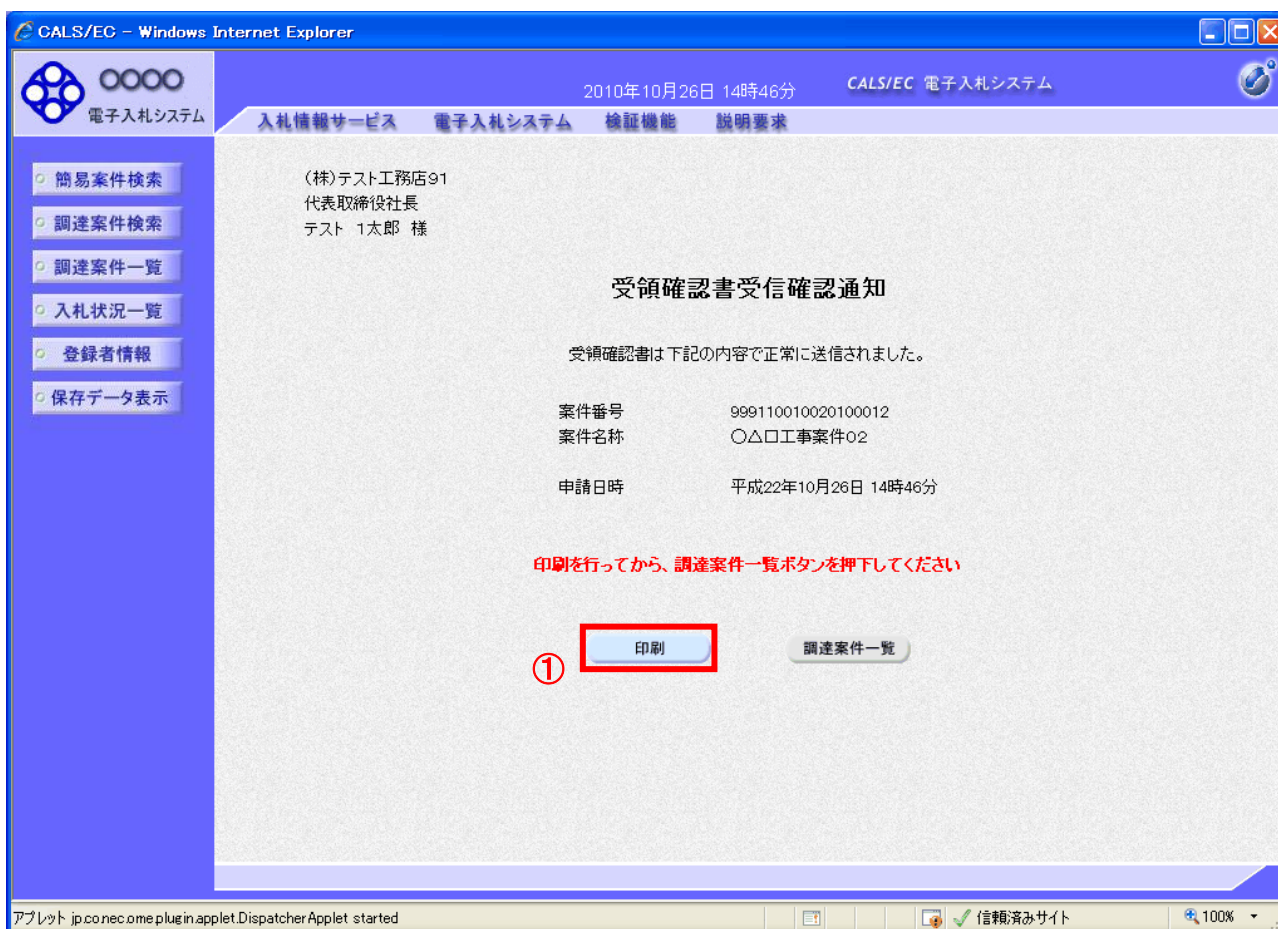 CALS/EC - Windows Internet Explorer
〇〇〇〇
電子入札システム
2010年10月26日 14時46分
CALS/EC 電子入札システム
入札情報サービス 電子入札システム 検証機能 説明要求
簡易案件検索
調達案件検索
調達案件一覧
入札状況一覧
登録者情報
保存データ表示
(株)テスト工務店91
代表取締役社長
テスト 1太郎 様
受領確認書受信確認通知
受領確認書は下記の内容で正常に送信されました。
案件番号 999110010020100012
案件名称 〇△□工事案件02
申請日時 平成22年10月26日 14時46分
印刷を行ってから、調達案件一覧ボタンを押下してください
① 印刷 調達案件一覧
アプレット jp.co.nec.ome.plugin.applet.DispatcherApplet started
信頼済みサイト
100%